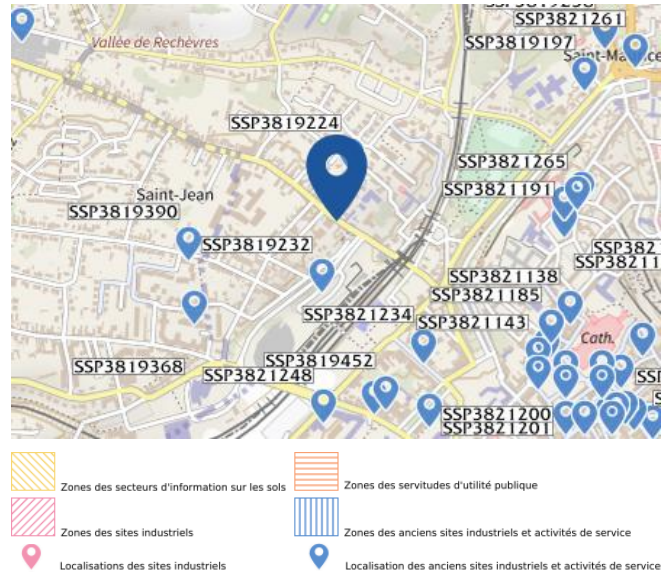 SSP3821261
SSP3819197
Saint-Ma
Vallée de Rechèvres
SSP3819224
SSP3821265
SSP3821191
Saint-Jean
SSP3819390
SSP3819232
SSP382
SSP38211
SSP3821138
SSP3821185
SSP3821234
SSP3821143
Cath.
SSP3819452
SSP3819368
SSP3821248
SSP3821200
SSP3821201
Zones des secteurs d'information sur les sols
Zones des servitudes d'utilité publique
Zones des sites industriels
Zones des anciens sites industriels et activités de service
Localisations des sites industriels
Localisation des anciens sites industriels et activités de service